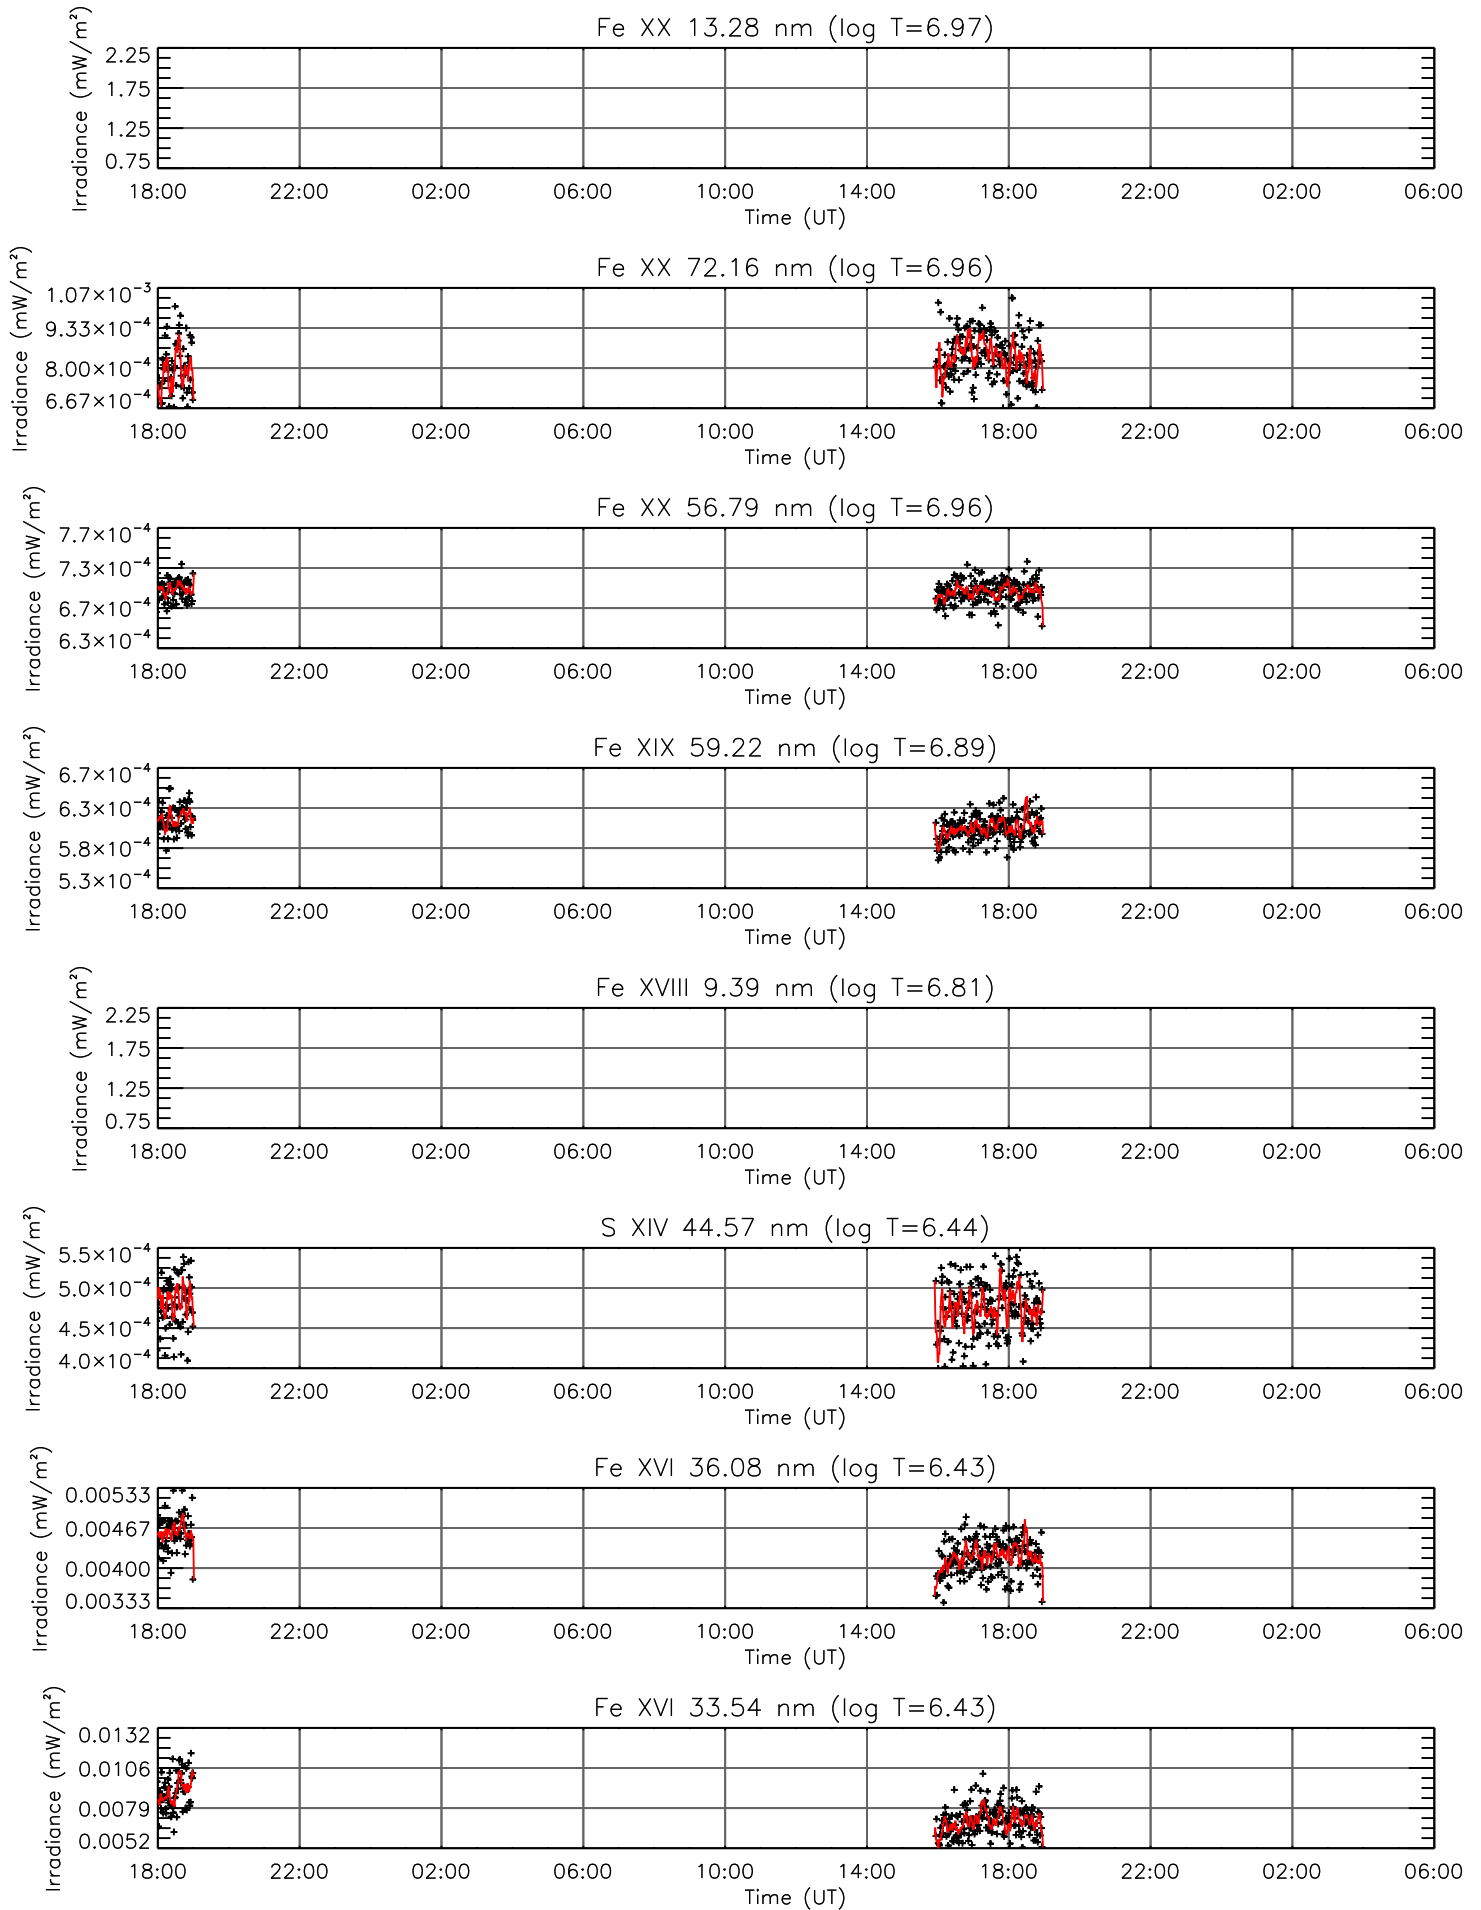 Fe XX 13.28 nm (log T=6.97)
Irradiance (mW/m²)
2.25
1.75
1.25
0.75
18:00 22:00 02:00 06:00 10:00 14:00 18:00 22:00 02:00 06:00
Time (UT)
Fe XX 72.16 nm (log T=6.96)
Irradiance (mW/m²)
1.07×10⁻³
9.33×10⁻⁴
8.00×10⁻⁴
6.67×10⁻⁴
18:00 22:00 02:00 06:00 10:00 14:00 18:00 22:00 02:00 06:00
Time (UT)
Fe XX 56.79 nm (log T=6.96)
Irradiance (mW/m²)
7.7×10⁻⁴
7.3×10⁻⁴
6.7×10⁻⁴
6.3×10⁻⁴
18:00 22:00 02:00 06:00 10:00 14:00 18:00 22:00 02:00 06:00
Time (UT)
Fe XIX 59.22 nm (log T=6.89)
Irradiance (mW/m²)
6.7×10⁻⁴
6.3×10⁻⁴
5.8×10⁻⁴
5.3×10⁻⁴
18:00 22:00 02:00 06:00 10:00 14:00 18:00 22:00 02:00 06:00
Time (UT)
Fe XVIII 9.39 nm (log T=6.81)
Irradiance (mW/m²)
2.25
1.75
1.25
0.75
18:00 22:00 02:00 06:00 10:00 14:00 18:00 22:00 02:00 06:00
Time (UT)
S XIV 44.57 nm (log T=6.44)
Irradiance (mW/m²)
5.5×10⁻⁴
5.0×10⁻⁴
4.5×10⁻⁴
4.0×10⁻⁴
18:00 22:00 02:00 06:00 10:00 14:00 18:00 22:00 02:00 06:00
Time (UT)
Fe XVI 36.08 nm (log T=6.43)
Irradiance (mW/m²)
0.00533
0.00467
0.00400
0.00333
18:00 22:00 02:00 06:00 10:00 14:00 18:00 22:00 02:00 06:00
Time (UT)
Fe XVI 33.54 nm (log T=6.43)
Irradiance (mW/m²)
0.0132
0.0106
0.0079
0.0052
18:00 22:00 02:00 06:00 10:00 14:00 18:00 22:00 02:00 06:00
Time (UT)